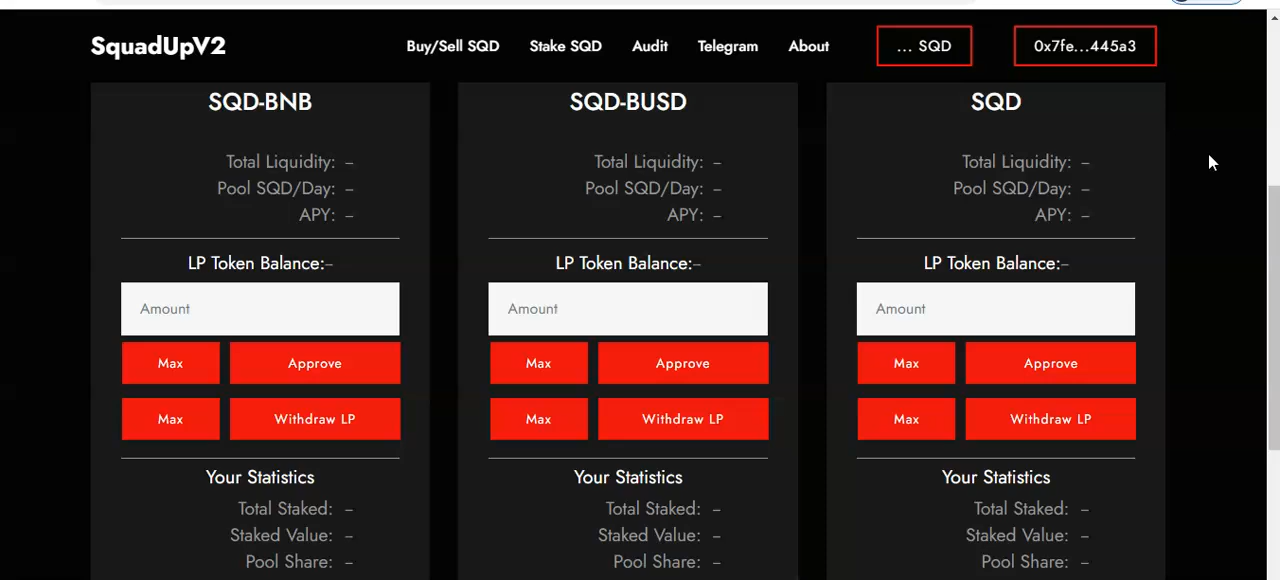 SquadUpV2 Buy/Sell SQD Stake SQD Audit Telegram About ... SQD 0x7fe...445a3
SQD-BNB
Total Liquidity: –
Pool SQD/Day: –
APY: –
LP Token Balance:–
Amount
Max Approve
Max Withdraw LP
Your Statistics
Total Staked: –
Staked Value: –
Pool Share: –
SQD-BUSD
Total Liquidity: –
Pool SQD/Day: –
APY: –
LP Token Balance:–
Amount
Max Approve
Max Withdraw LP
Your Statistics
Total Staked: –
Staked Value: –
Pool Share: –
SQD
Total Liquidity: –
Pool SQD/Day: –
APY: –
LP Token Balance:–
Amount
Max Approve
Max Withdraw LP
Your Statistics
Total Staked: –
Staked Value: –
Pool Share: –